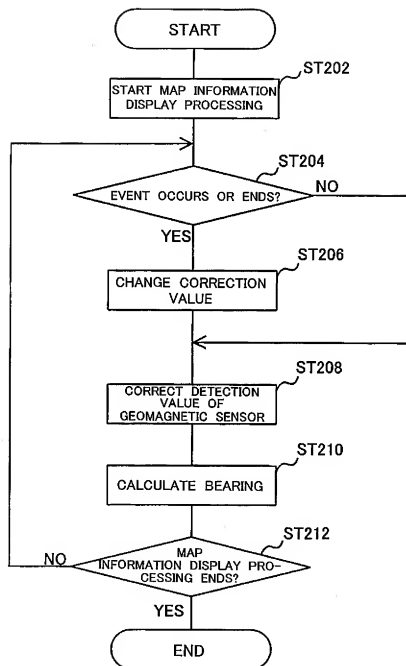 START
ST202
START MAP INFORMATION
DISPLAY PROCESSING
ST204
EVENT OCCURS OR ENDS?
NO
YES
ST206
CHANGE CORRECTION
VALUE
ST208
CORRECT DETECTION
VALUE OF
GEOMAGNETIC SENSOR
ST210
CALCULATE BEARING
ST212
MAP
INFORMATION DISPLAY PRO-
CESSING ENDS?
NO
YES
END